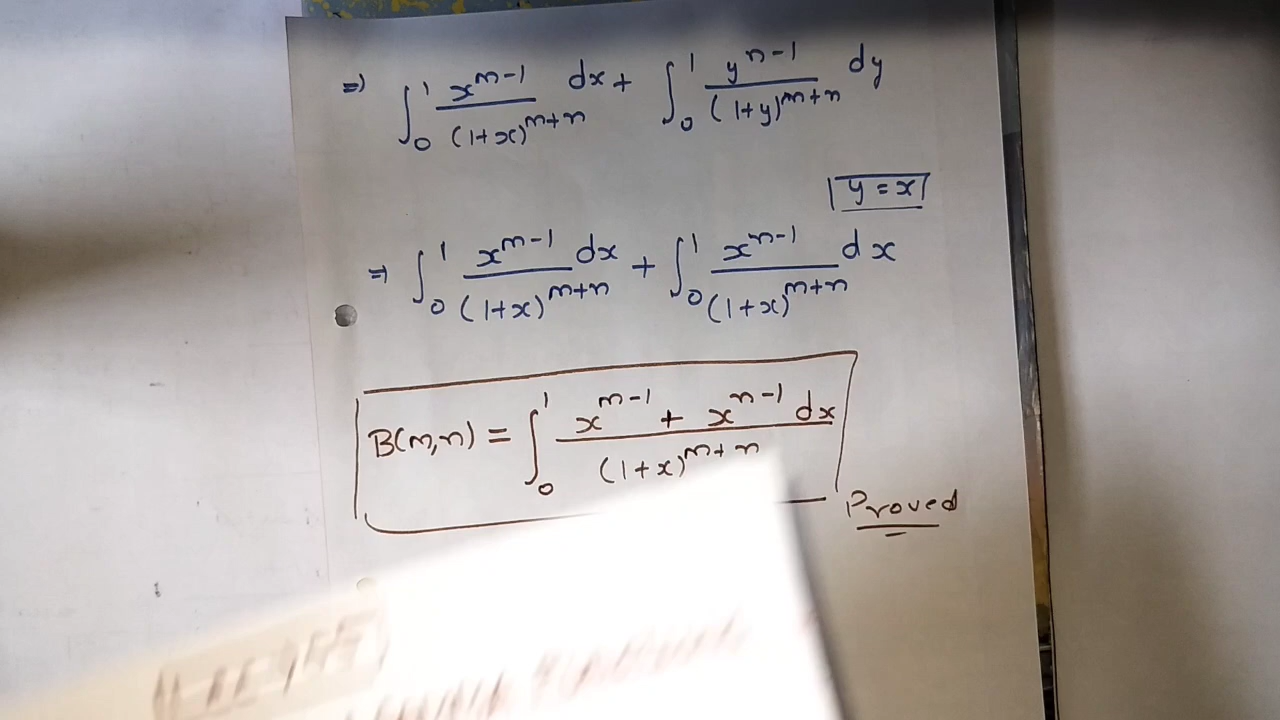 ⇒ ∫₀¹ x^{m-1}/(1+x)^{m+n} dx + ∫₀¹ y^{n-1}/(1+y)^{m+n} dy
y = x
⇒ ∫₀¹ x^{m-1} dx/(1+x)^{m+n} + ∫₀¹ x^{n-1}/(1+x)^{m+n} dx
B(m,n) = ∫₀¹ x^{m-1} + x^{n-1} dx/(1+x)^{m+n}
Proved